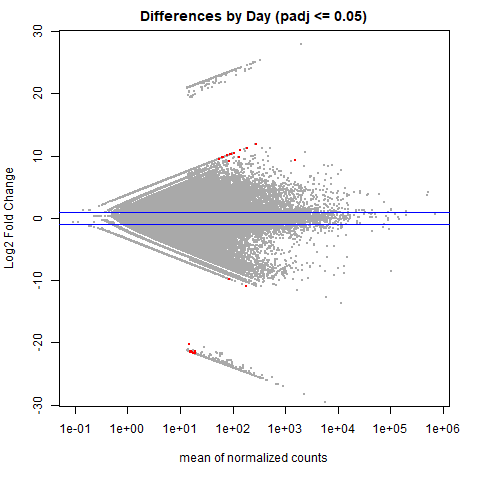 Differences by Day (padj <= 0.05)
30
20
10
0
-10
-20
-30
Log2 Fold Change
1e-01 1e+00 1e+01 1e+02 1e+03 1e+04 1e+05 1e+06
mean of normalized counts